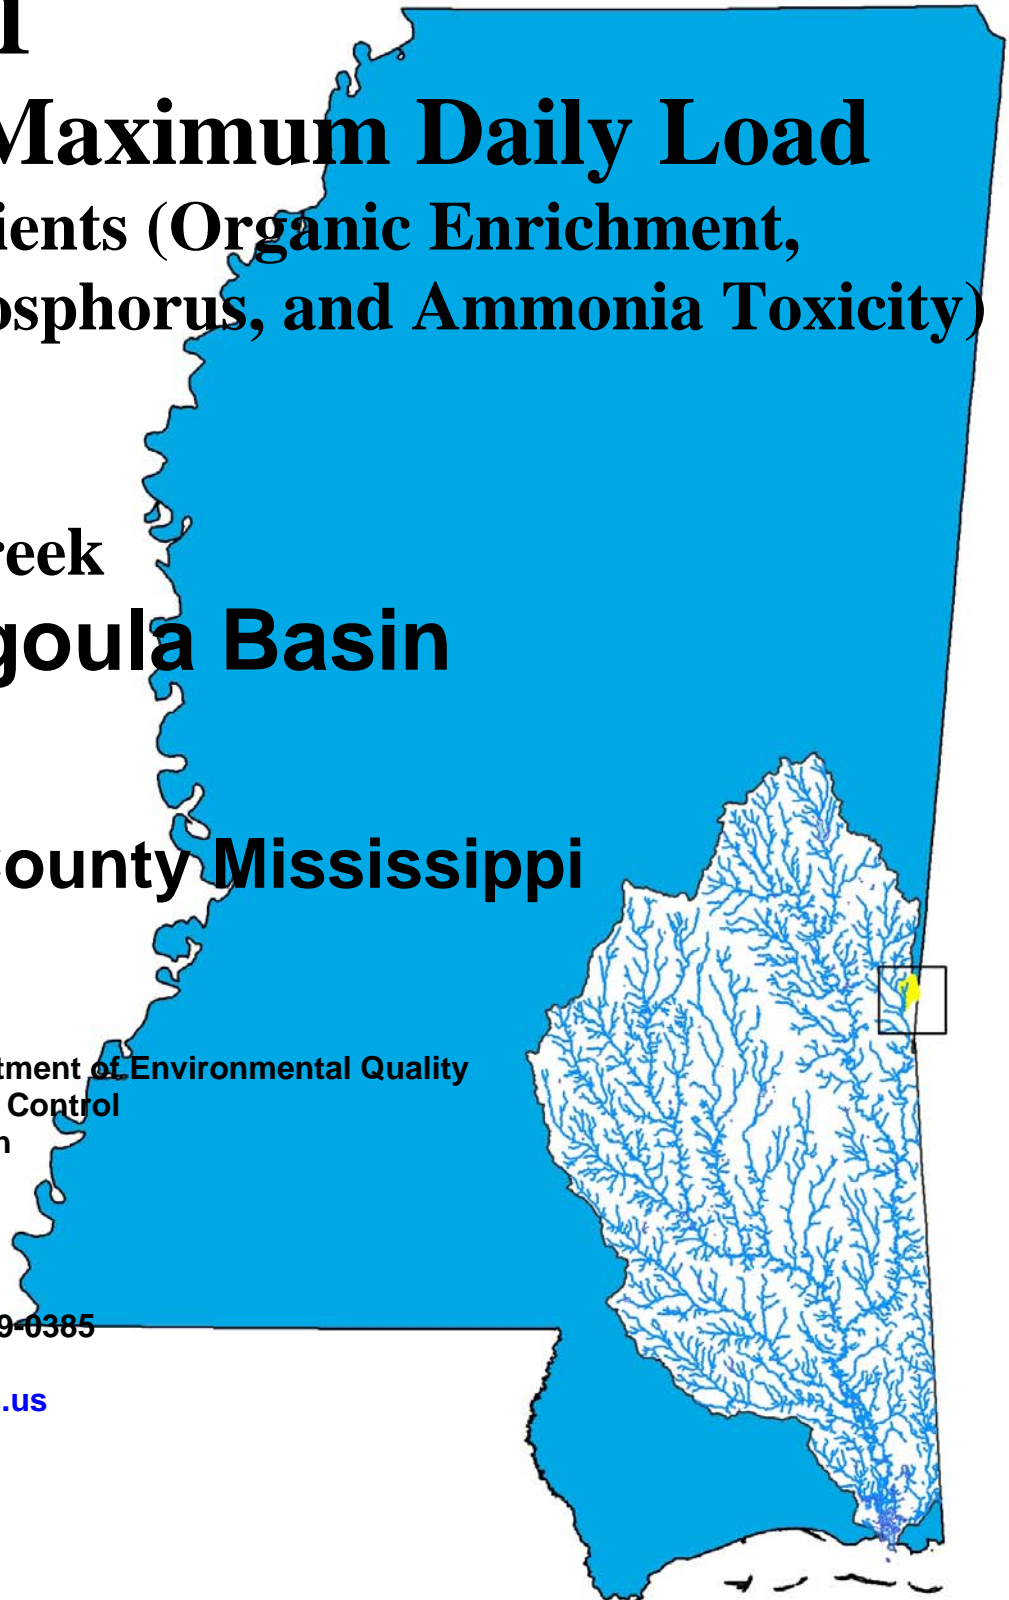 Maximum Daily Load
ients (Organic Enrichment,
osphorus, and Ammonia Toxicity)
reek
goula Basin
ounty Mississippi
tment of Environmental Quality
Control
n
9-0385
.us